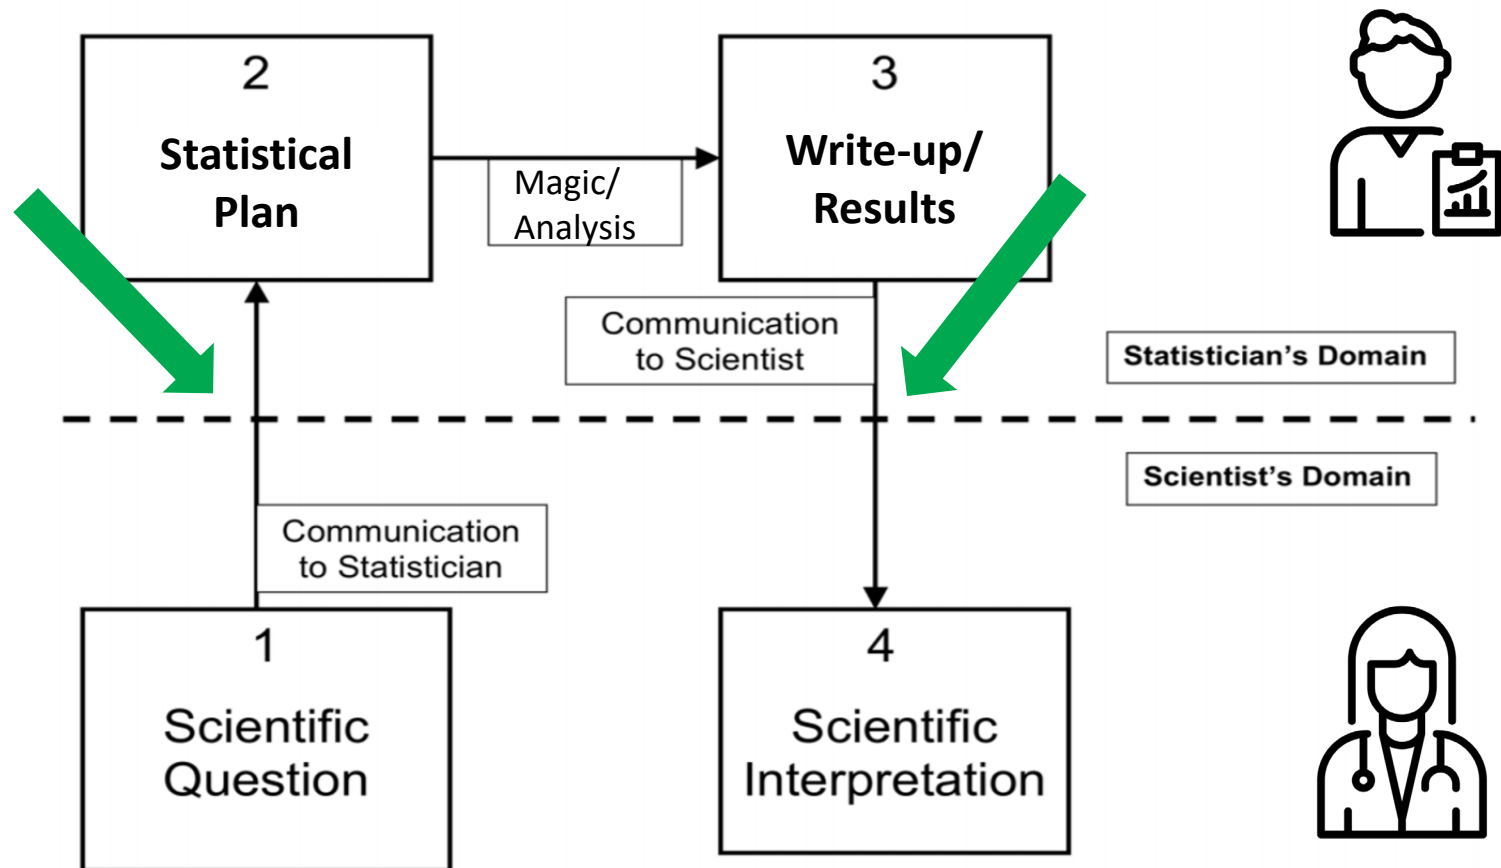 2
Statistical
Plan
Magic/
Analysis
3
Write-up/
Results
Communication
to Scientist
Statistician’s Domain
Scientist’s Domain
Communication
to Statistician
1
Scientific
Question
4
Scientific
Interpretation